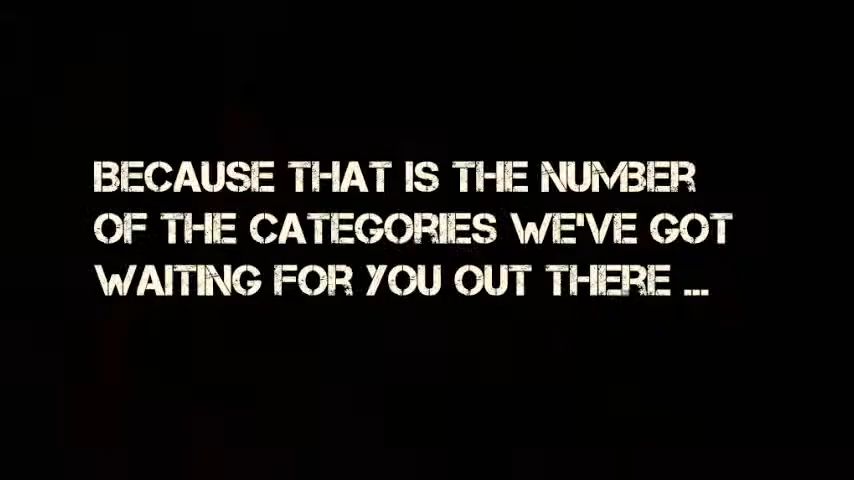 BECAUSE THAT IS THE NUMBER
OF THE CATEGORIES WE'VE GOT
WAITING FOR YOU OUT THERE ...